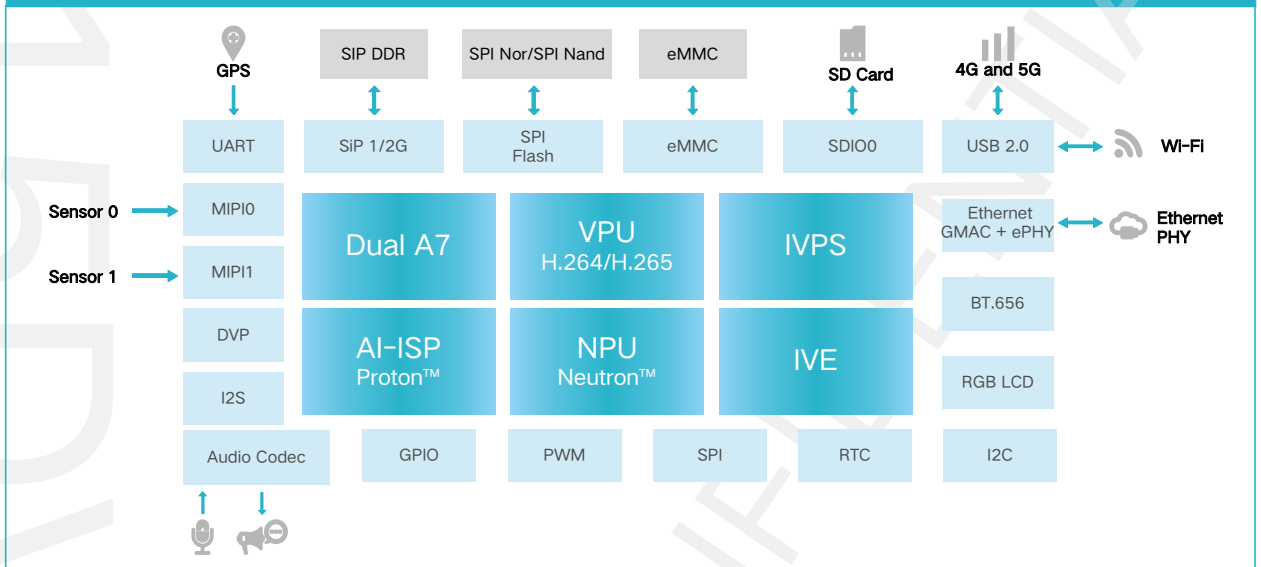 GPS
SIP DDR
SPI Nor/SPI Nand
eMMC
SD Card
4G and 5G
UART
SiP 1/2G
SPI
Flash
eMMC
SDIO0
USB 2.0
Wi-Fi
Sensor 0
MIPI0
Sensor 1
MIPI1
DVP
I2S
Dual A7
VPU
H.264/H.265
IVPS
AI-ISP
Proton™
NPU
Neutron™
IVE
Ethernet
GMAC + ePHY
Ethernet
PHY
BT.656
RGB LCD
Audio Codec
GPIO
PWM
SPI
RTC
I2C